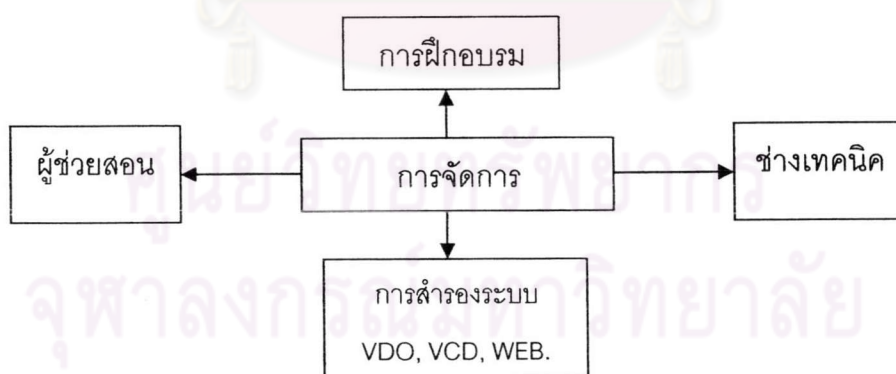 การฝึกอบรม
ผู้ช่วยสอน
การจัดการ
ช่างเทคนิค
การสำรองระบบ
VDO, VCD, WEB.
ศูนย์วิทยทรัพยากร
จุฬาลงกรณ์มหาวิทยาลัย